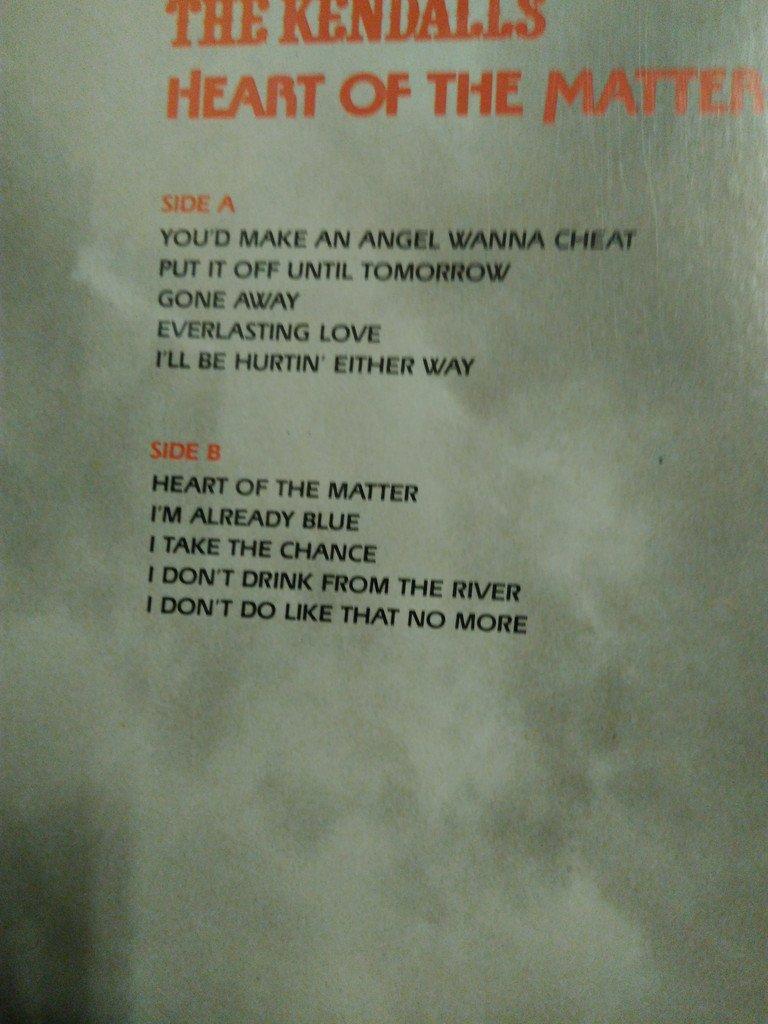 THE KENDALLS
HEART OF THE MATTER
SIDE A
YOU'D MAKE AN ANGEL WANNA CHEAT
PUT IT OFF UNTIL TOMORROW
GONE AWAY
EVERLASTING LOVE
I'LL BE HURTIN' EITHER WAY
SIDE B
HEART OF THE MATTER
I'M ALREADY BLUE
I TAKE THE CHANCE
I DON'T DRINK FROM THE RIVER
I DON'T DO LIKE THAT NO MORE